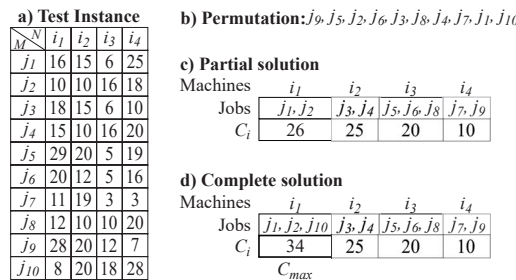 a) Test Instance
M N i1 i2 i3 i4
j1 16 15 6 25
j2 10 10 16 18
j3 18 15 6 10
j4 15 10 16 20
j5 29 20 5 19
j6 20 12 5 16
j7 11 19 3 3
j8 12 10 10 20
j9 28 20 12 7
j10 8 20 18 28
b) Permutation: j9, j5, j2, j6, j3, j8, j4, j7, j1, j10
c) Partial solution
Machines i1 i2 i3 i4
Jobs j1, j2 j3, j4 j5, j6, j8 j7, j9
Ci 26 25 20 10
d) Complete solution
Machines i1 i2 i3 i4
Jobs j1, j2, j10 j3, j4 j5, j6, j8 j7, j9
Ci 34 25 20 10
Cmax